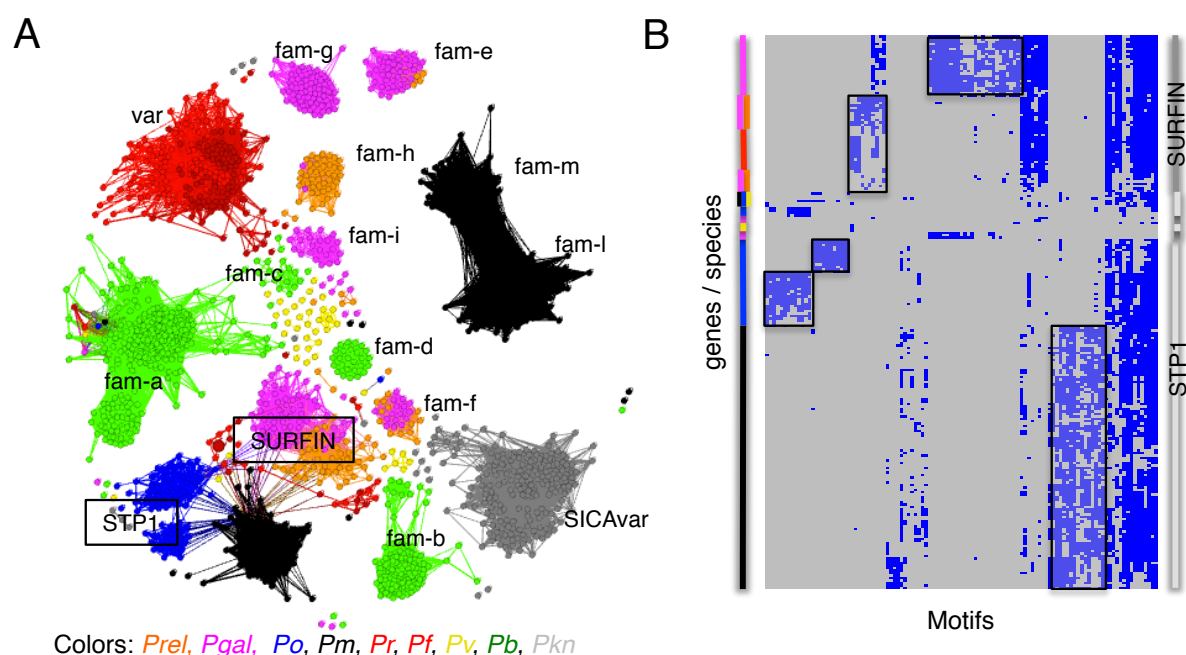 A
B
fam-g
fam-e
var
fam-h
fam-m
fam-i
fam-l
fam-c
fam-d
fam-a
fam-f
SURFIN
STP1
SICAvar
fam-b
Colors: Prel, Pgal, Po, Pm, Pr, Pf, Pv, Pb, Pkn
genes / species
SURFIN
STP1
Motifs